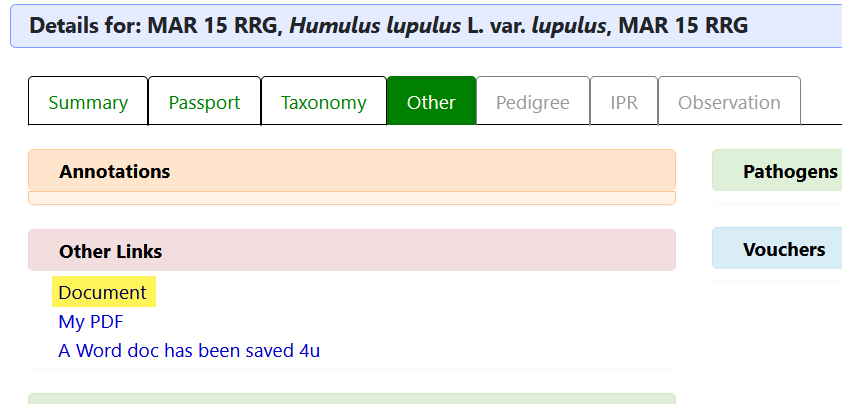 Details for: MAR 15 RRG, Humulus lupulus L. var. lupulus, MAR 15 RRG
Summary Passport Taxonomy Other Pedigree IPR Observation
Annotations
Other Links
Document
My PDF
A Word doc has been saved 4u
Pathogens
Vouchers